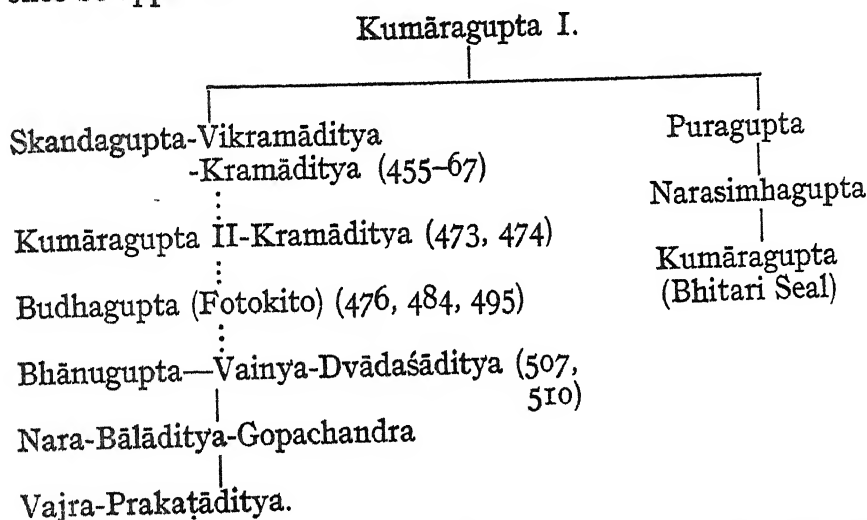 Kumāragupta I.
Skandagupta-Vikramāditya
-Kramāditya (455–67)
Kumāragupta II-Kramāditya (473, 474)
Budhagupta (Fotokito) (476, 484, 495)
Bhānugupta—Vainya-Dvādaśāditya (507,
510)
Nara-Bālāditya-Gopachandra
Vajra-Prakaṭāditya.
Puragupta
Narasimhagupta
Kumāragupta
(Bhitari Seal)